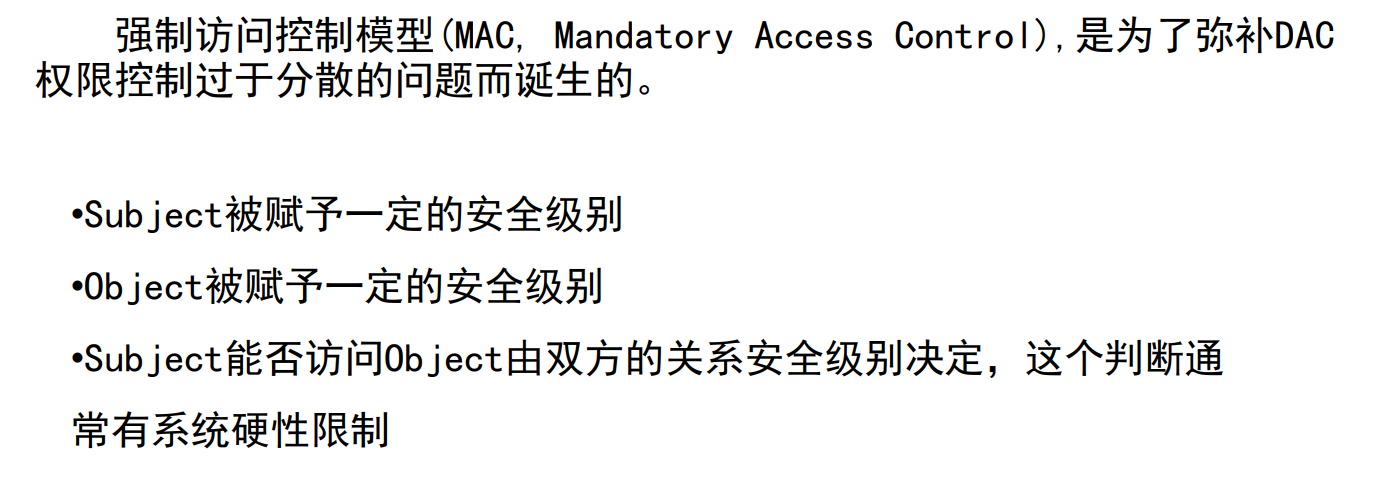 强制访问控制模型(MAC, Mandatory Access Control),是为了弥补DAC
权限控制过于分散的问题而诞生的。
•Subject被赋予一定的安全级别
•Object被赋予一定的安全级别
•Subject能否访问Object由双方的关系安全级别决定，这个判断通
常有系统硬性限制